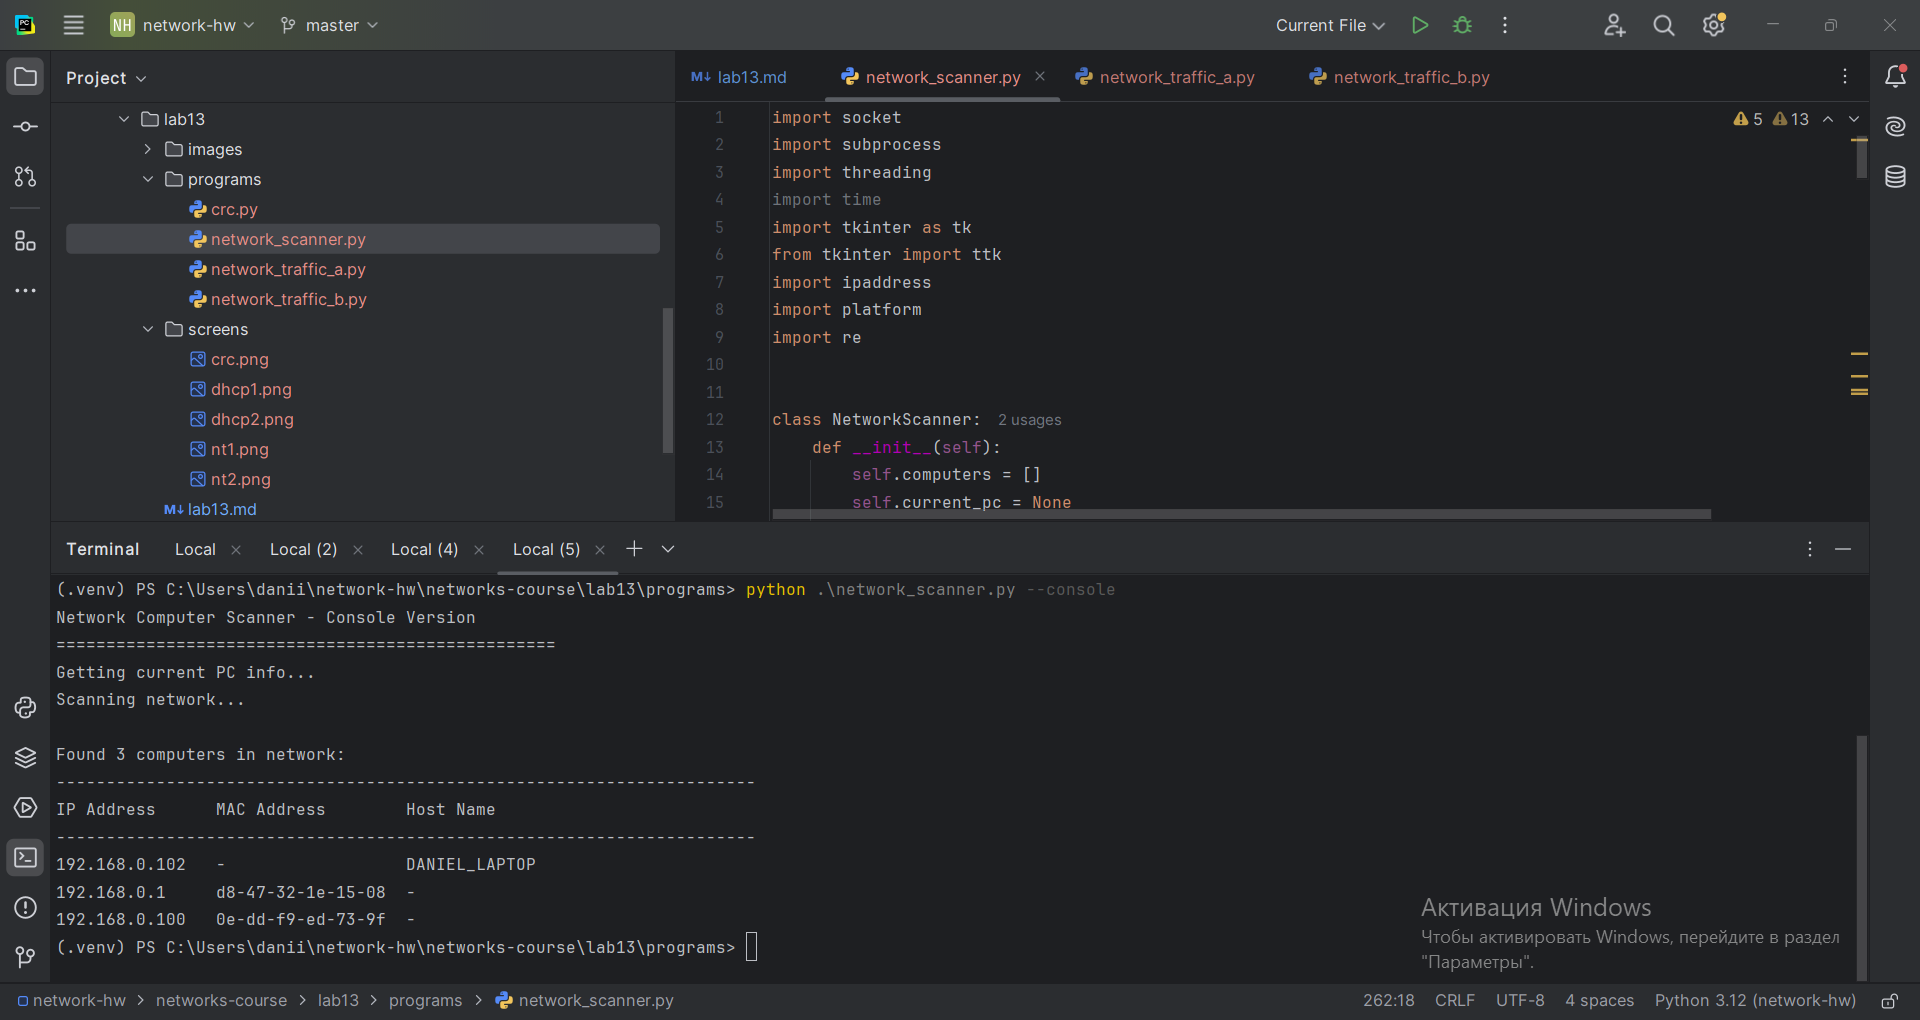 NH network-hw master Current File
Project
lab13
images
programs
crc.py
network_scanner.py
network_traffic_a.py
network_traffic_b.py
screens
crc.png
dhcp1.png
dhcp2.png
nt1.png
nt2.png
M↓ lab13.md
M↓ lab13.md network_scanner.py network_traffic_a.py network_traffic_b.py
5 13
1 import socket
2 import subprocess
3 import threading
4 import time
5 import tkinter as tk
6 from tkinter import ttk
7 import ipaddress
8 import platform
9 import re
10
11
12 class NetworkScanner: 2 usages
13 def __init__(self):
14 self.computers = []
15 self.current_pc = None
Terminal Local Local (2) Local (4) Local (5)
(.venv) PS C:\Users\danii\network-hw\networks-course\lab13\programs> python .\network_scanner.py --console
Network Computer Scanner - Console Version
==================================================
Getting current PC info...
Scanning network...
Found 3 computers in network:
----------------------------------------------------------------------
IP Address MAC Address Host Name
----------------------------------------------------------------------
192.168.0.102 - DANIEL_LAPTOP
192.168.0.1 d8-47-32-1e-15-08 -
192.168.0.100 0e-dd-f9-ed-73-9f -
(.venv) PS C:\Users\danii\network-hw\networks-course\lab13\programs>
Активация Windows
Чтобы активировать Windows, перейдите в раздел
"Параметры".
network-hw > networks-course > lab13 > programs > network_scanner.py
262:18 CRLF UTF-8 4 spaces Python 3.12 (network-hw)